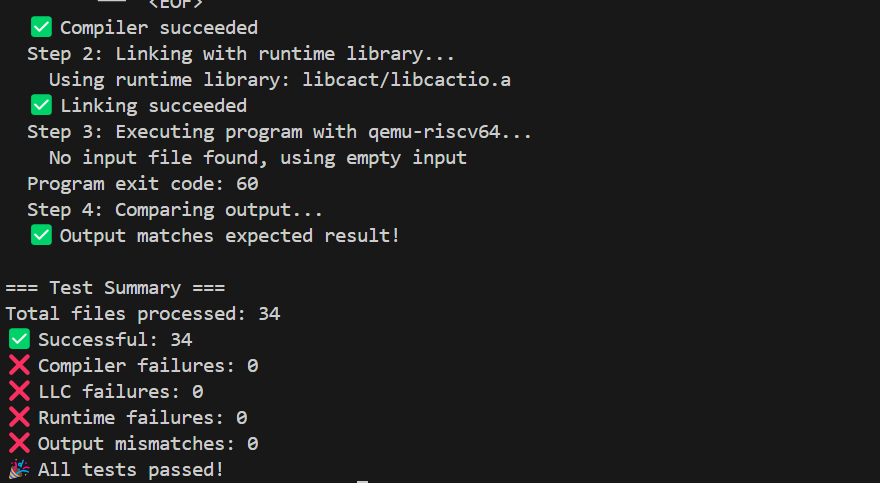 <EOF>
✅ Compiler succeeded
Step 2: Linking with runtime library...
Using runtime library: libcact/libcactio.a
✅ Linking succeeded
Step 3: Executing program with qemu-riscv64...
No input file found, using empty input
Program exit code: 60
Step 4: Comparing output...
✅ Output matches expected result!
=== Test Summary ===
Total files processed: 34
✅ Successful: 34
❌ Compiler failures: 0
❌ LLC failures: 0
❌ Runtime failures: 0
❌ Output mismatches: 0
🎉 All tests passed!